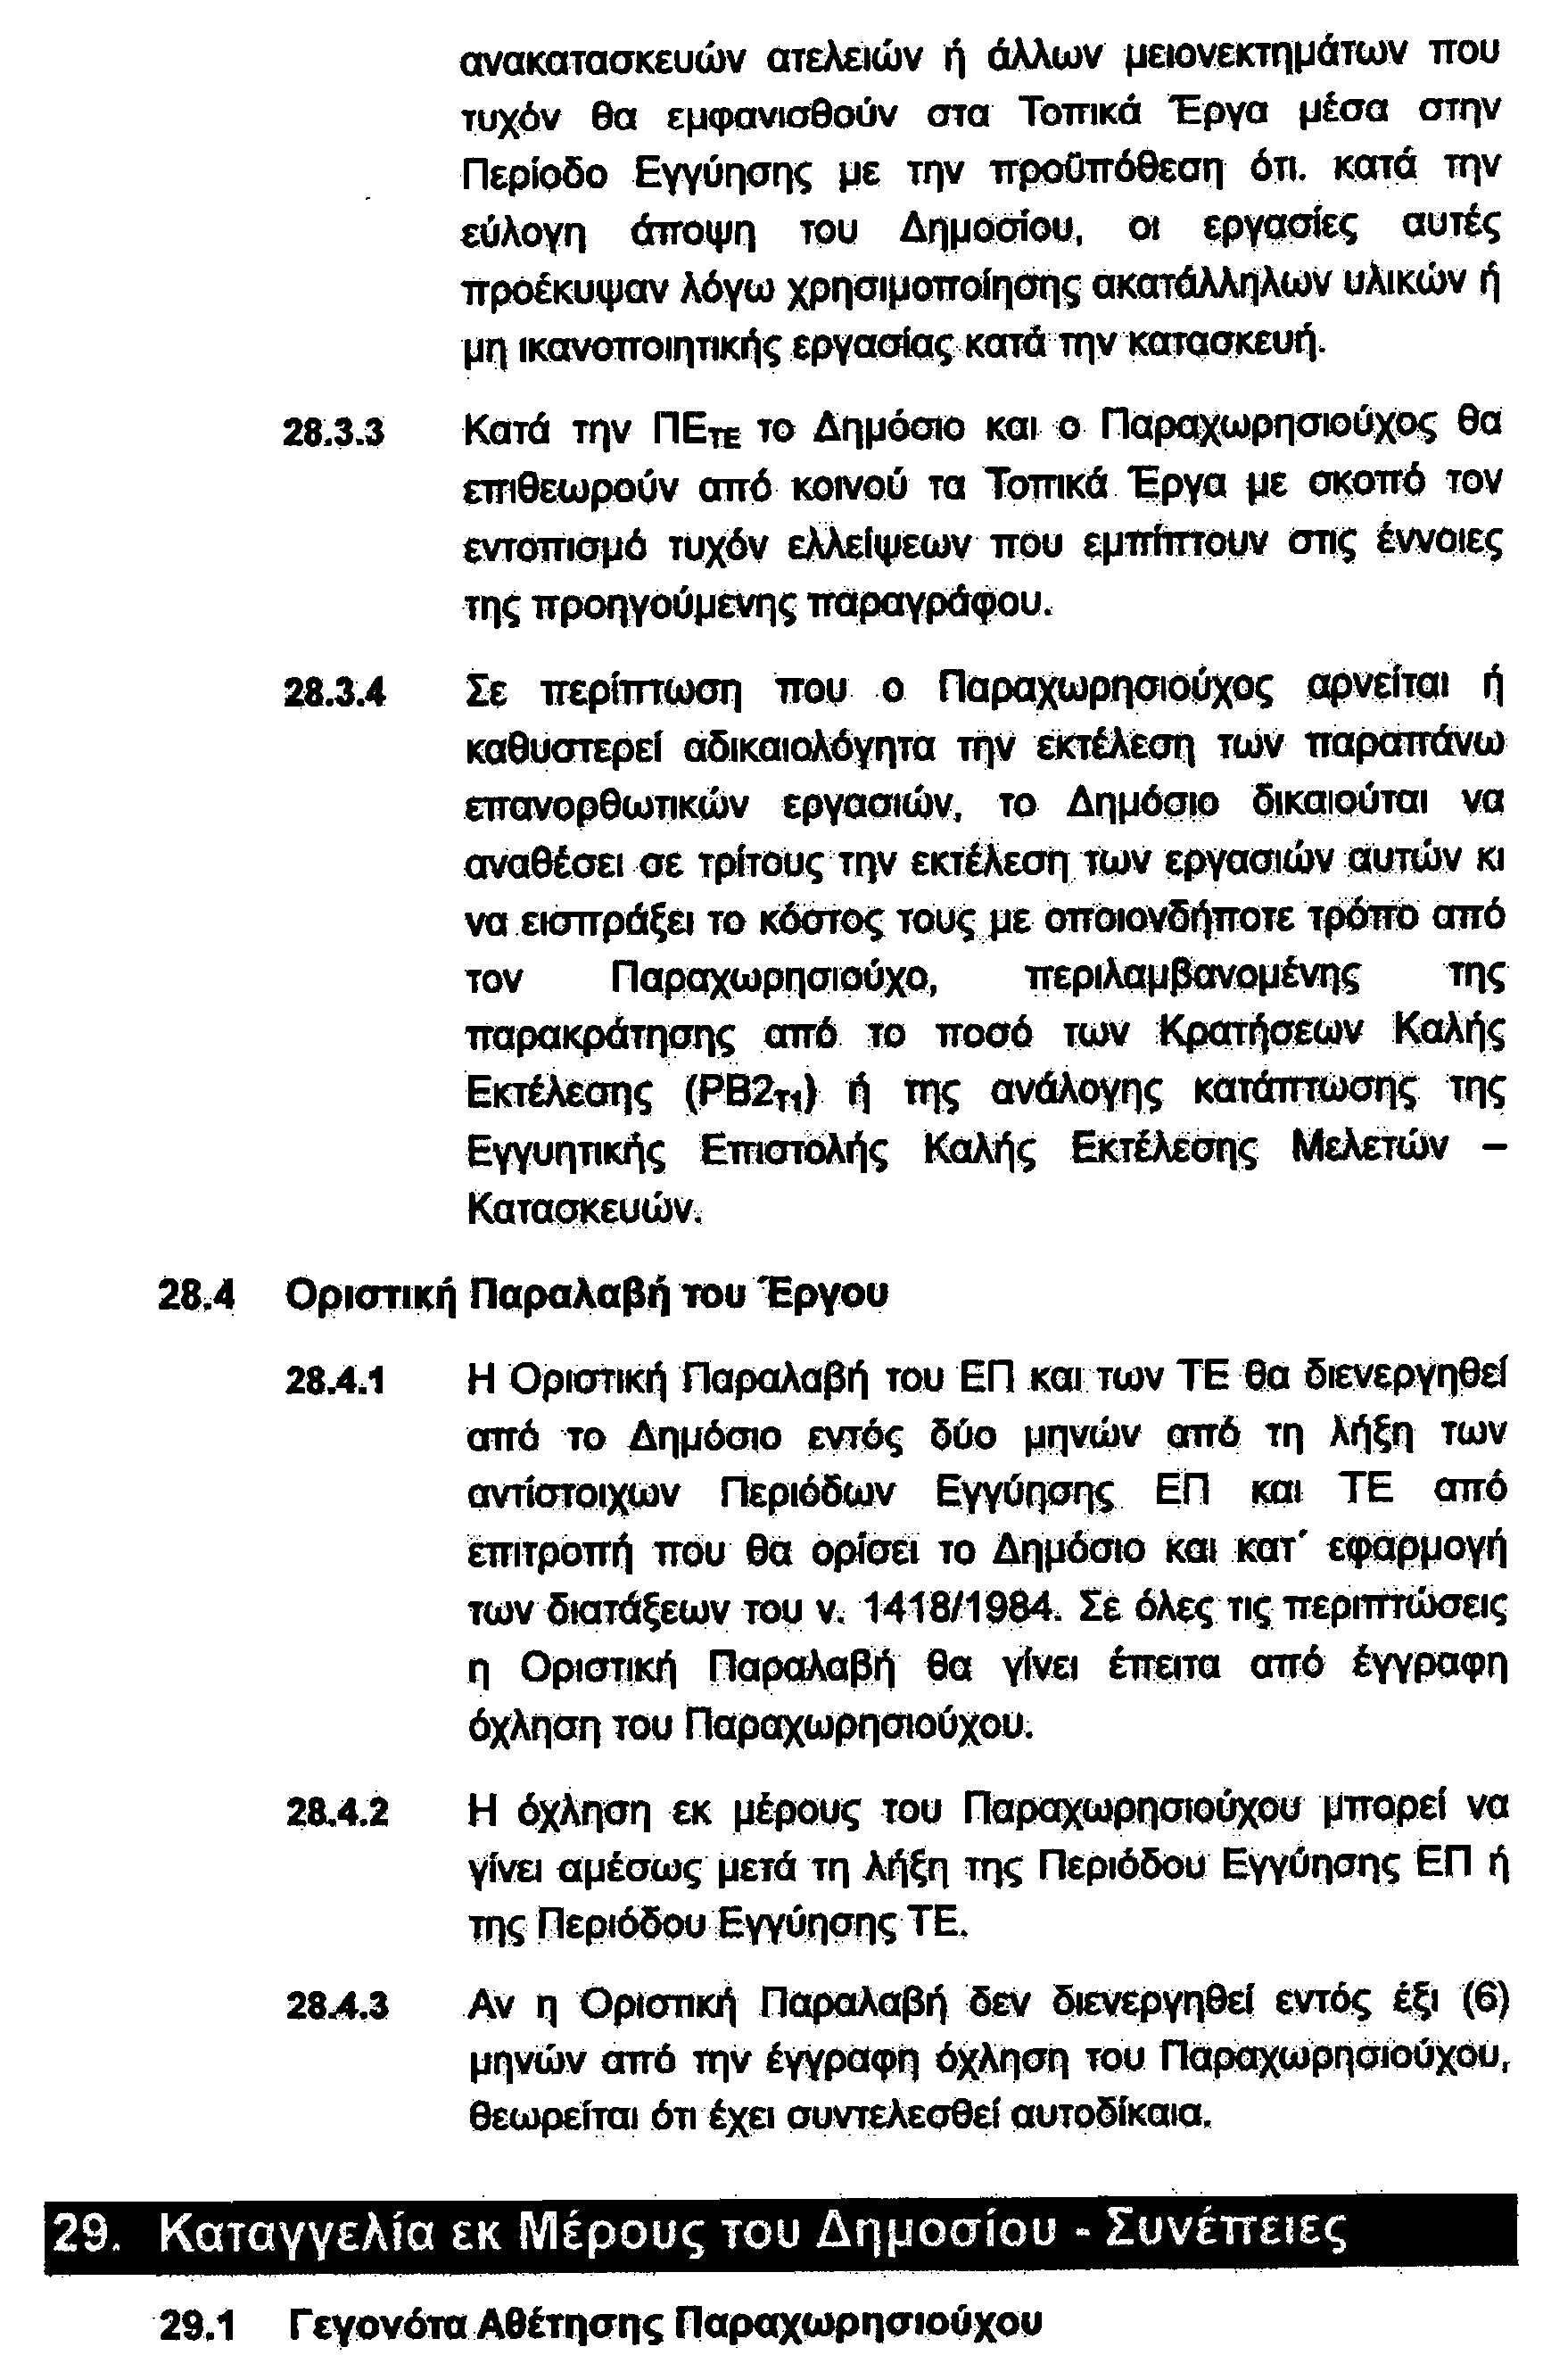 ανακατασκευών ατελειών ή άλλων μειονεκτημάτων που
τυχόν θα εμφανισθούν στα Τοπικά Έργα μέσα στην
Περίοδο Εγγύησης με την προϋπόθεση ότι. κατά την
εύλογη άποψη του Δημοσίου, οι εργασίες αυτές
προέκυψαν λόγω χρησιμοποίησης ακατάλληλων υλικών ή
μη ικανοποιητικής εργασίας κατά την κατασκευή.
28.3.3 Κατά την ΠΕΤΕ το Δημόσιο και ο Παραχωρησιούχος θα
επιθεωρούν από κοινού τα Τοπικά Έργα με σκοπό τον
εντοπισμό τυχόν ελλείψεων που εμπίπτουν στις έννοιες
της προηγούμενης παραγράφου.
28.3.4 Σε περίπτωση που ο Παραχωρησιούχος αρνείται ή
καθυστερεί αδικαιολόγητα την εκτέλεση των παραπάνω
επανορθωτικών εργασιών, το Δημόσιο δικαιούται να
αναθέσει σε τρίτους την εκτέλεση των εργασιών αυτών κι
να εισπράξει το κόστος τους με οποιονδήποτε τρόπο από
τον Παραχωρησιούχο, περιλαμβανομένης της
παρακράτησης από το ποσό των Κρατήσεων Καλής
Εκτέλεσης (PB2Τ1) ή της ανάλογης κατάπτωσης της
Εγγυητικής Επιστολής Καλής Εκτέλεσης Μελετών –
Κατασκευών.
28.4 Οριστική Παραλαβή του Έργου
28.4.1 Η Οριστική Παραλαβή του ΕΠ και των ΤΕ θα διενεργηθεί
από το Δημόσιο εντός δύο μηνών από τη λήξη των
αντίστοιχων Περιόδων Εγγύησης ΕΠ και ΤΕ από
επιτροπή που θα ορίσει το Δημόσιο και κατ' εφαρμογή
των διατάξεων του ν. 1418/1984. Σε όλες τις περιπτώσεις
η Οριστική Παραλαβή θα γίνει έπειτα από έγγραφη
όχληση του Παραχωρησιούχου.
28.4.2 Η όχληση εκ μέρους του Παραχωρησιούχου μπορεί να
γίνει αμέσως μετά τη λήξη της Περιόδου Εγγύησης ΕΠ ή
της Περιόδου Εγγύησης ΤΕ.
28.4.3 Αν η Οριστική Παραλαβή δεν διενεργηθεί εντός έξι (6)
μηνών από την έγγραφη όχληση του Παραχωρησιούχου,
θεωρείται ότι έχει συντελεσθεί αυτοδίκαια.
29. Καταγγελία εκ Μέρους του Δημοσίου - Συνέπειες
29.1 Γεγονότα Αθέτησης Παραχωρησιούχου